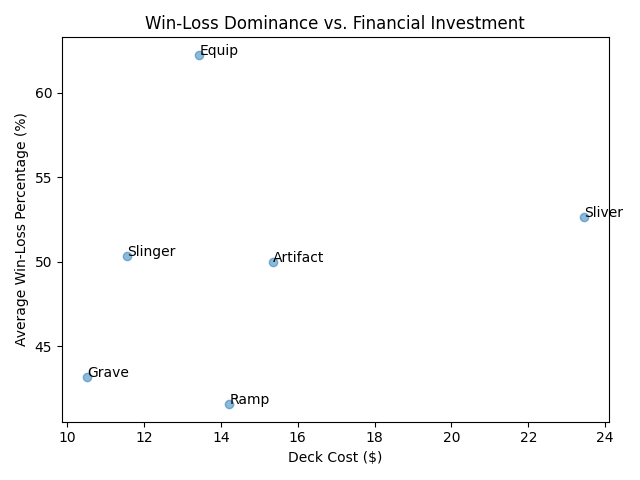 Win-Loss Dominance vs. Financial Investment
Average Win-Loss Percentage (%)
60
55
50
45
Equip
Sliver
Slinger
Artifact
Grave
Ramp
10 12 14 16 18 20 22 24
Deck Cost ($)